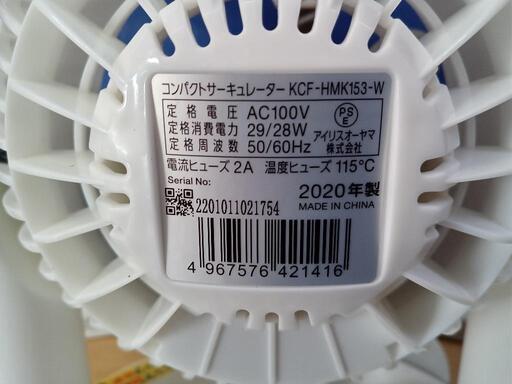 コンパクトサーキュレーター KCF-HMK153-W
定格電圧 AC100V
定格消費電力 29/28W
定格周波数 50/60Hz
PS
E
アイリスオーヤマ
株式会社
電流ヒューズ 2A 温度ヒューズ 115℃
Serial No:
2201011021754
2020年製
MADE IN CHINA
4 967576 421416